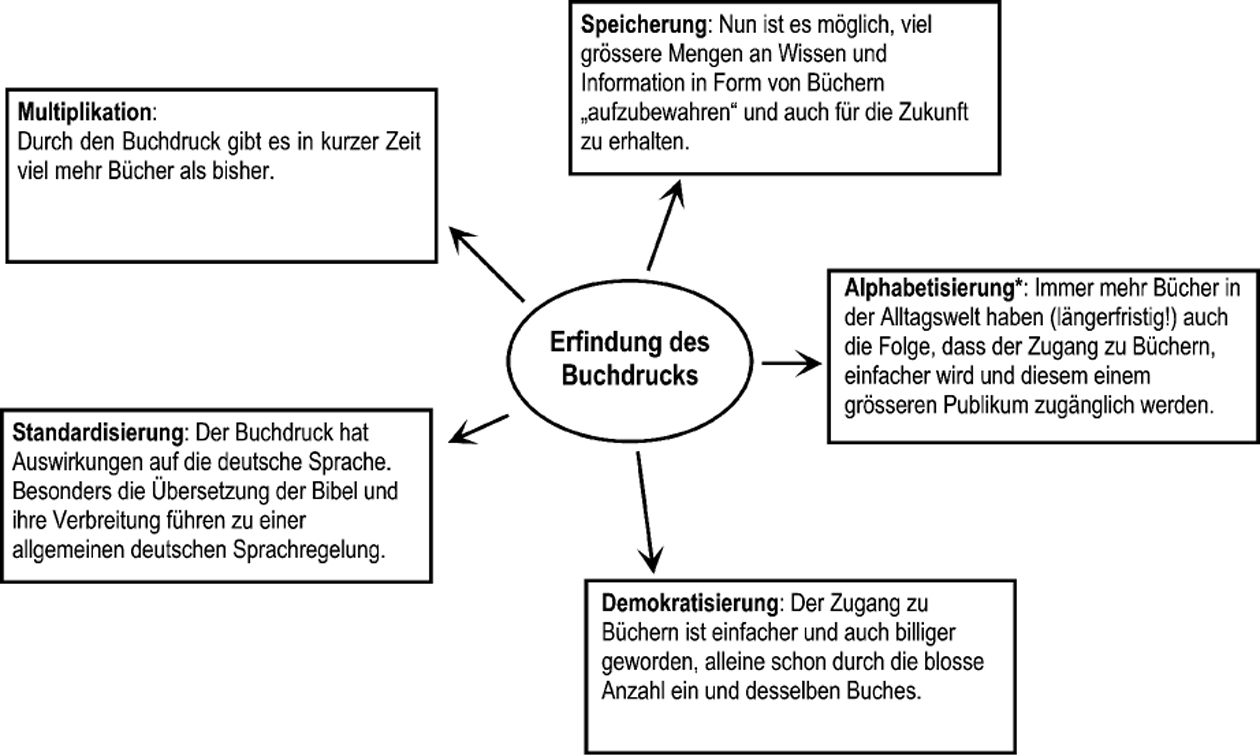 Speicherung: Nun ist es möglich, viel
grössere Mengen an Wissen und
Information in Form von Büchern
„aufzubewahren“ und auch für die Zukunft
zu erhalten.
Multiplikation:
Durch den Buchdruck gibt es in kurzer Zeit
viel mehr Bücher als bisher.
Alphabetisierung*: Immer mehr Bücher in
der Alltagswelt haben (längerfristig!) auch
die Folge, dass der Zugang zu Büchern,
einfacher wird und diesem einem
grösseren Publikum zugänglich werden.
Erfindung des
Buchdrucks
Standardisierung: Der Buchdruck hat
Auswirkungen auf die deutsche Sprache.
Besonders die Übersetzung der Bibel und
ihre Verbreitung führen zu einer
allgemeinen deutschen Sprachregelung.
Demokratisierung: Der Zugang zu
Büchern ist einfacher und auch billiger
geworden, alleine schon durch die blosse
Anzahl ein und desselben Buches.